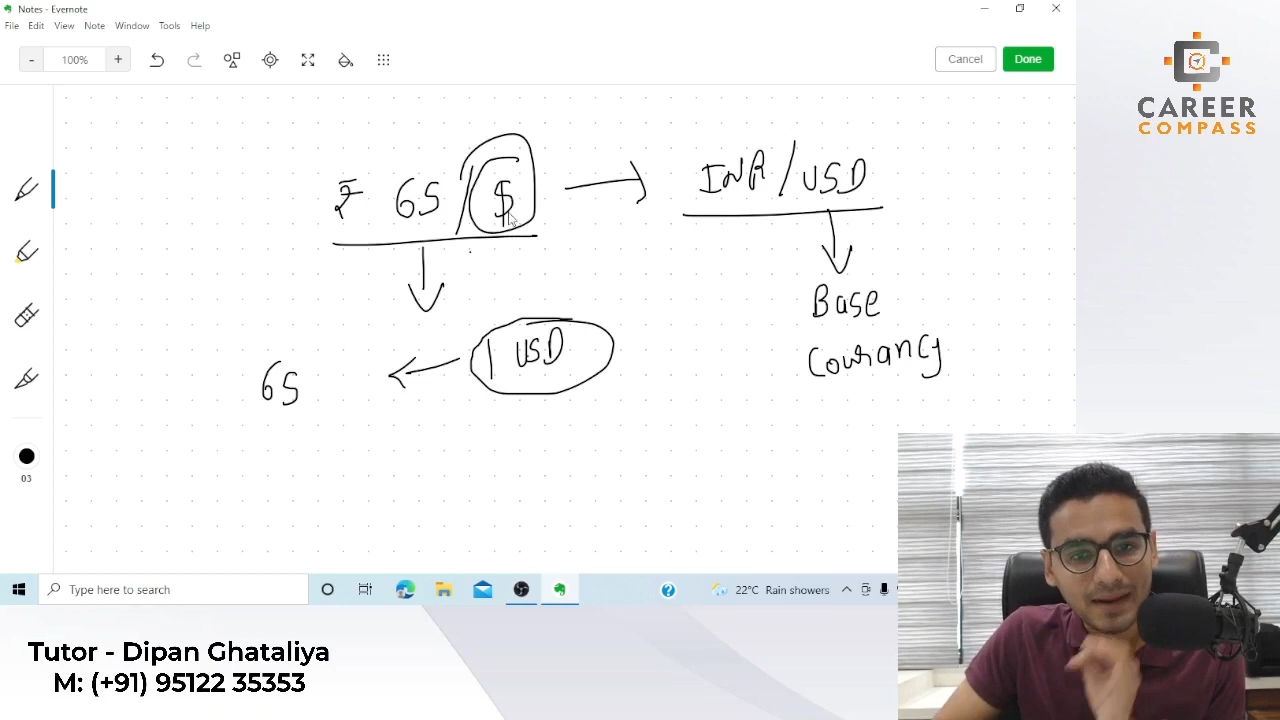 Notes - Evernote
File Edit View Note Window Tools Help
- 100% +
Cancel Done
CAREER
COMPASS
₹ 65 / $ → INR / USD
Base
Courancy
1 USD
65
03
Type here to search
22°C Rain showers
Tutor - Dipan Ghataliya
M: (+91) 95122 35353